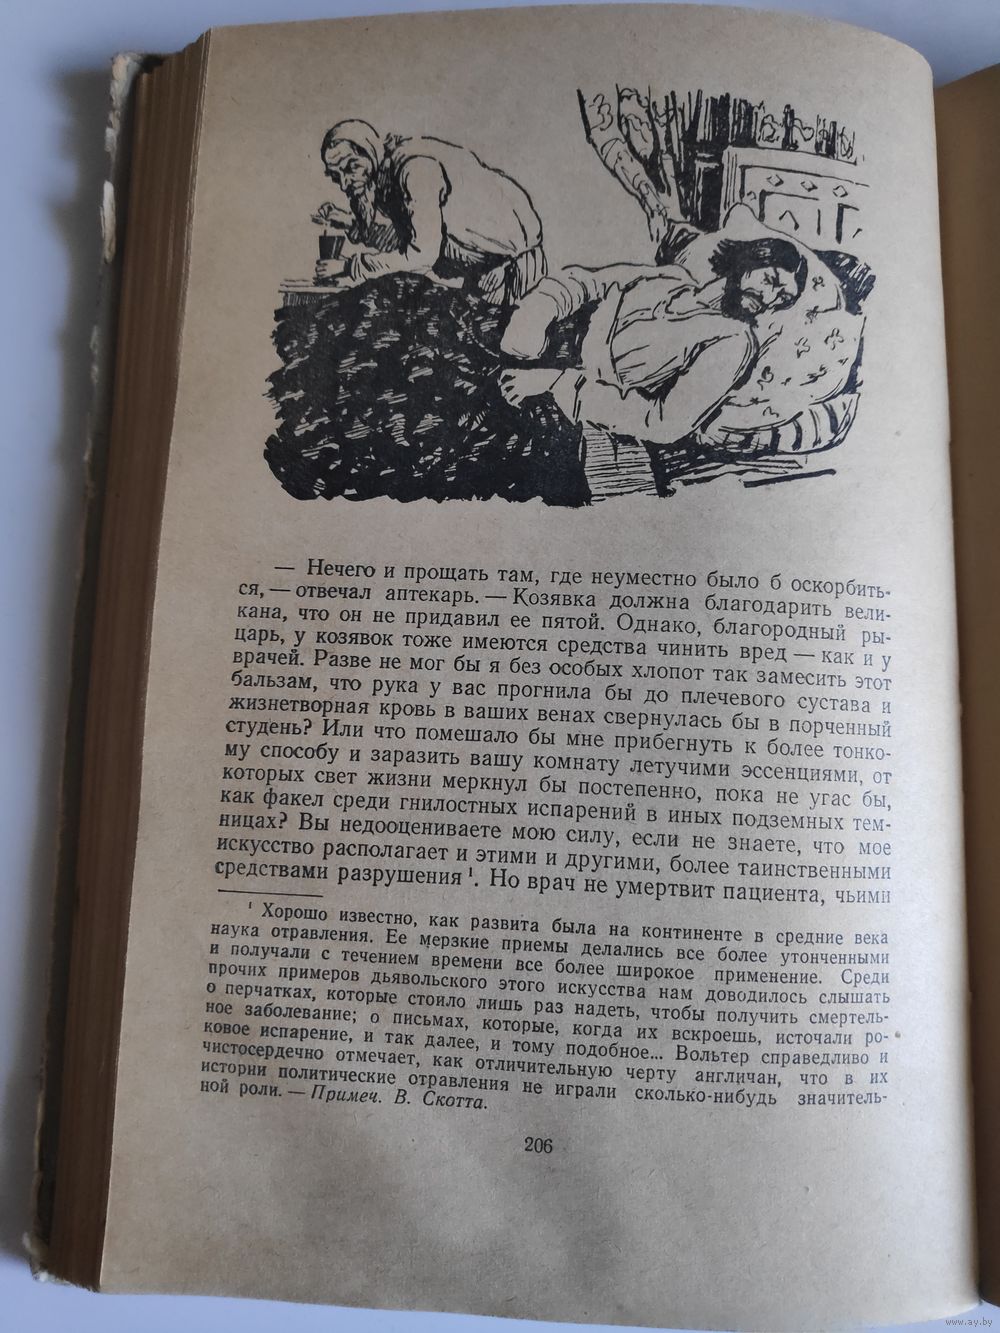 — Нечего и прощать там, где неуместно было б оскорбить-
ся, — отвечал аптекарь. — Козявка должна благодарить вели-
кана, что он не придавил ее пятой. Однако, благородный ры-
царь, у козявок тоже имеются средства чинить вред — как и у
врачей. Разве не мог бы я без особых хлопот так замесить этот
бальзам, что рука у вас прогнила бы до плечевого сустава и
жизнетворная кровь в ваших венах свернулась бы в порченный
студень? Или что помешало бы мне прибегнуть к более тонко-
му способу и заразить вашу комнату летучими эссенциями, от
которых свет жизни меркнул бы постепенно, пока не угас бы,
как факел среди гнилостных испарений в иных подземных тем-
ницах? Вы недооцениваете мою силу, если не знаете, что мое
искусство располагает и этими и другими, более таинственными
средствами разрушения ¹. Но врач не умертвит пациента, чьими
¹ Хорошо известно, как развита была на континенте в средние века
наука отравления. Ее мерзкие приемы делались все более утонченными
и получали с течением времени все более широкое применение. Среди
прочих примеров дьявольского этого искусства нам доводилось слышать
о перчатках, которые стоило лишь раз надеть, чтобы получить смертель-
ное заболевание; о письмах, которые, когда их вскроешь, источали ро-
ковое испарение, и так далее, и тому подобное... Вольтер справедливо и
чистосердечно отмечает, как отличительную черту англичан, что в их
истории политические отравления не играли сколько-нибудь значитель-
ной роли. — Примеч. В. Скотта.
206
www.ay.by